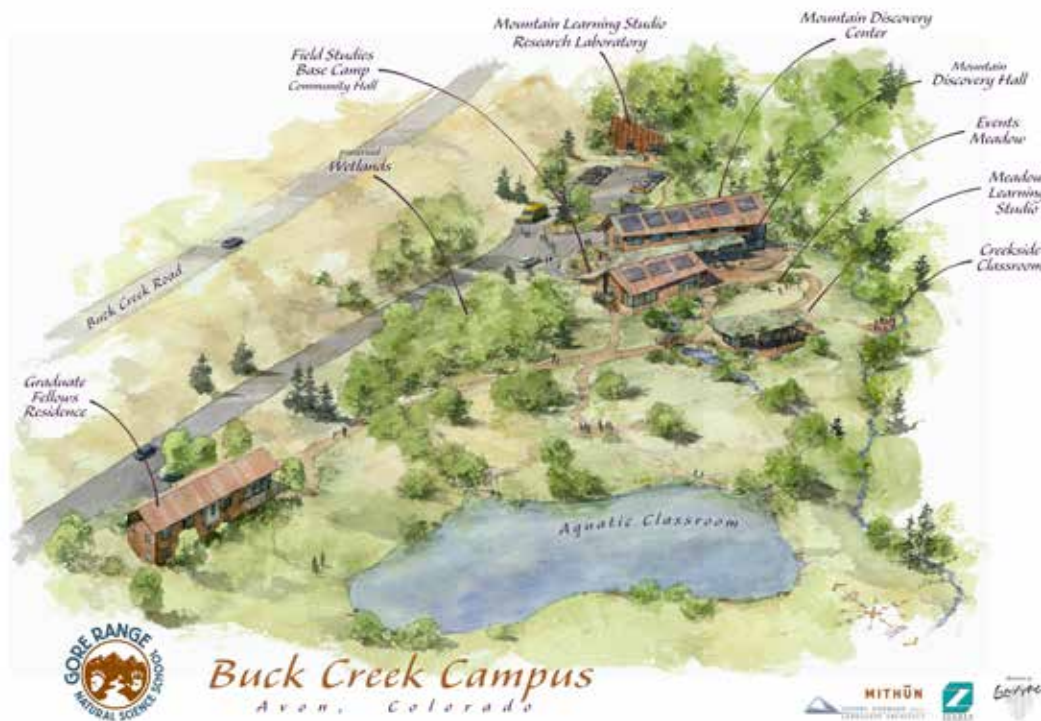 Mountain Learning Studio
Research Laboratory
Mountain Discovery
Center
Field Studies
Base Camp
Community Hall
Mountain
Discovery Hall
Events
Meadow
Wetlands
Meadow
Learning
Studio
Creekside
Classroom
Buck Creek Road
Graduate
Fellows
Residence
Aquatic Classroom
GORE RANGE
NATURAL SCIENCE SCHOOL
Buck Creek Campus
Avon, Colorado
MITHŪN